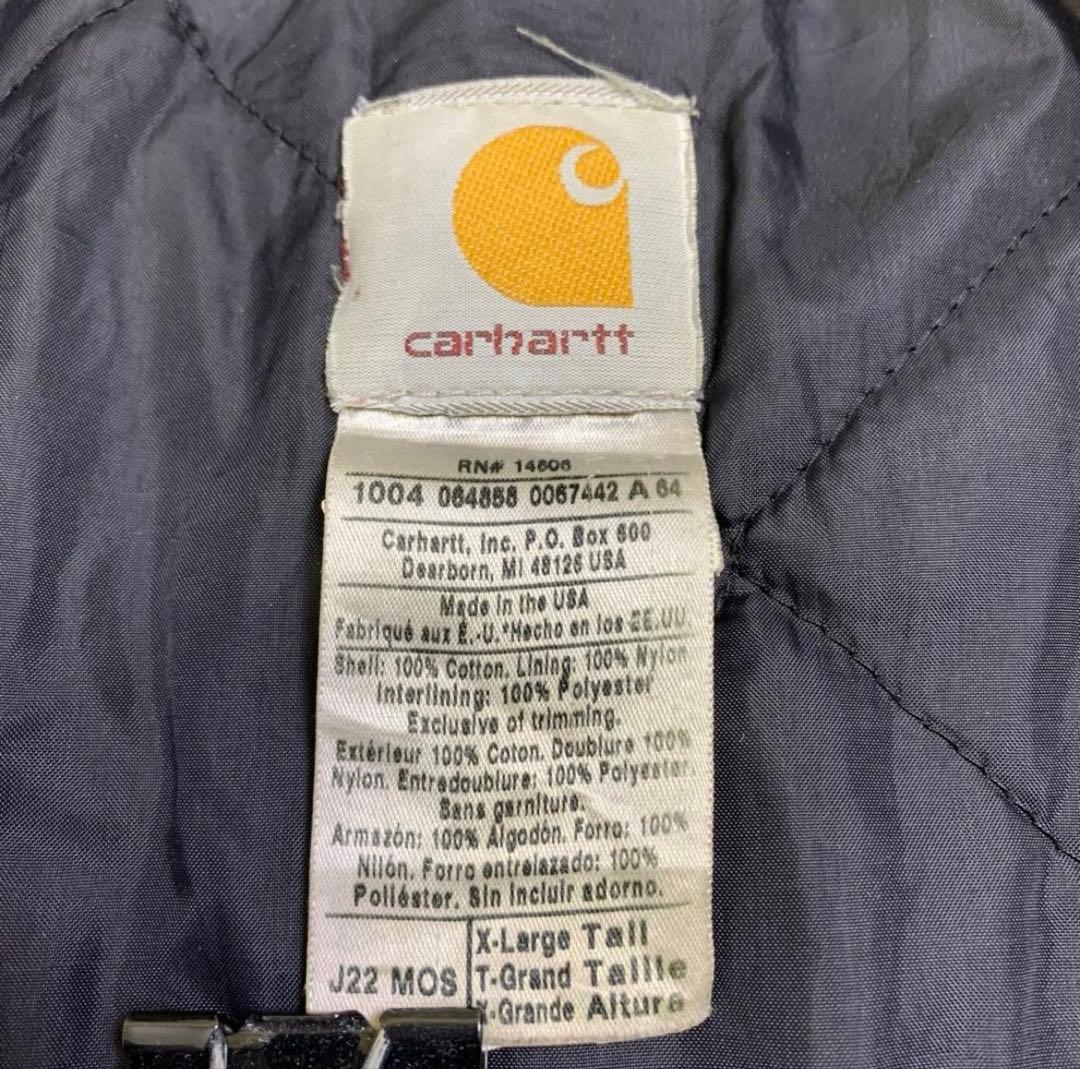 carhartt
RN# 14806
1004 064858 0067442 A 64
Carhartt, Inc. P.O. Box 600
Dearborn, MI 48126 USA
Made in the USA
Fabriqué aux É.-U.*Hecho en los EE.UU.
Shell: 100% Cotton. Lining: 100% Nylon
Interlining: 100% Polyester
Exclusive of trimming.
Extérieur 100% Coton. Doublure 100%
Nylon. Entredoublure: 100% Polyester.
Sans garniture.
Armazón: 100% Algodón. Forro: 100%
Nilón. Forro entrelazado: 100%
Poliéster. Sin incluir adorno.
J22 MOS
X-Large Tall
T-Grand Taille
X-Grande Altura